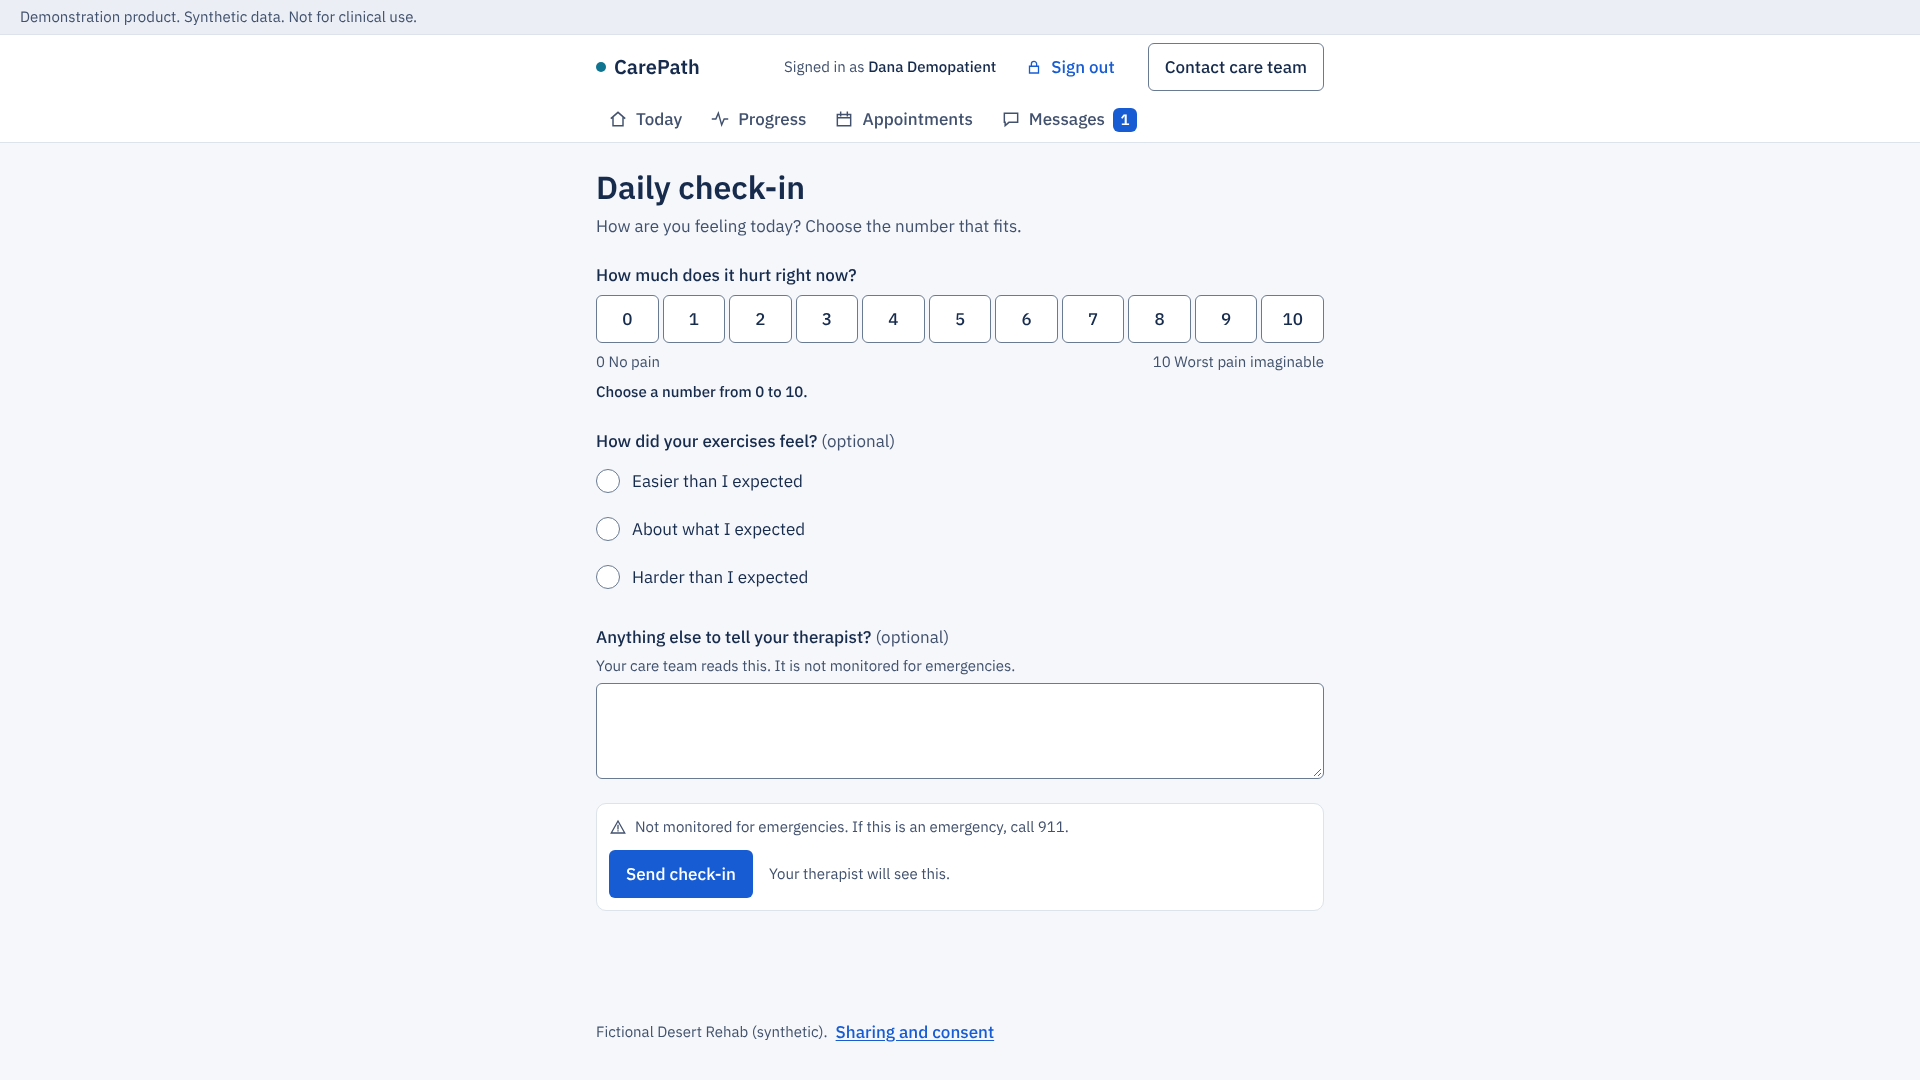 Demonstration product. Synthetic data. Not for clinical use.
CarePath
Signed in as Dana Demopatient
Sign out
Contact care team
Today
Progress
Appointments
Messages 1
Daily check-in
How are you feeling today? Choose the number that fits.
How much does it hurt right now?
0 1 2 3 4 5 6 7 8 9 10
0 No pain
10 Worst pain imaginable
Choose a number from 0 to 10.
How did your exercises feel? (optional)
Easier than I expected
About what I expected
Harder than I expected
Anything else to tell your therapist? (optional)
Your care team reads this. It is not monitored for emergencies.
Not monitored for emergencies. If this is an emergency, call 911.
Send check-in
Your therapist will see this.
Fictional Desert Rehab (synthetic). Sharing and consent